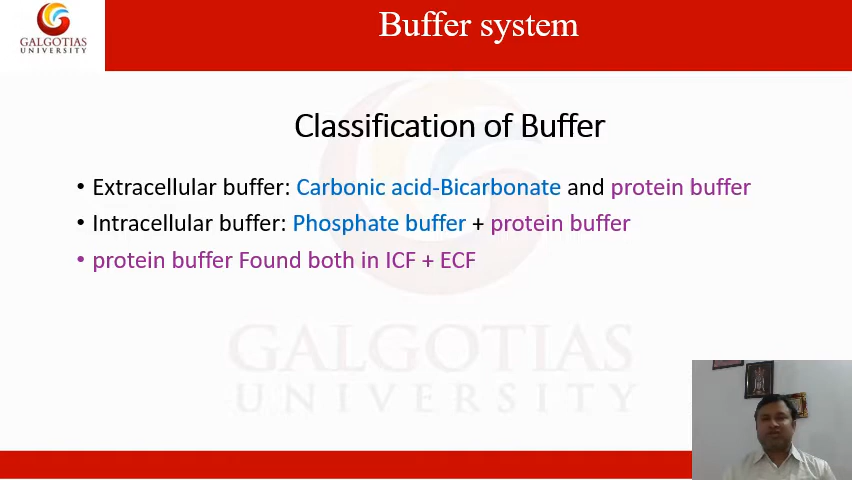 GALGOTIAS
UNIVERSITY
Buffer system
Classification of Buffer
• Extracellular buffer: Carbonic acid-Bicarbonate and protein buffer
• Intracellular buffer: Phosphate buffer + protein buffer
• protein buffer Found both in ICF + ECF
GALGOTIAS
UNIVERSITY